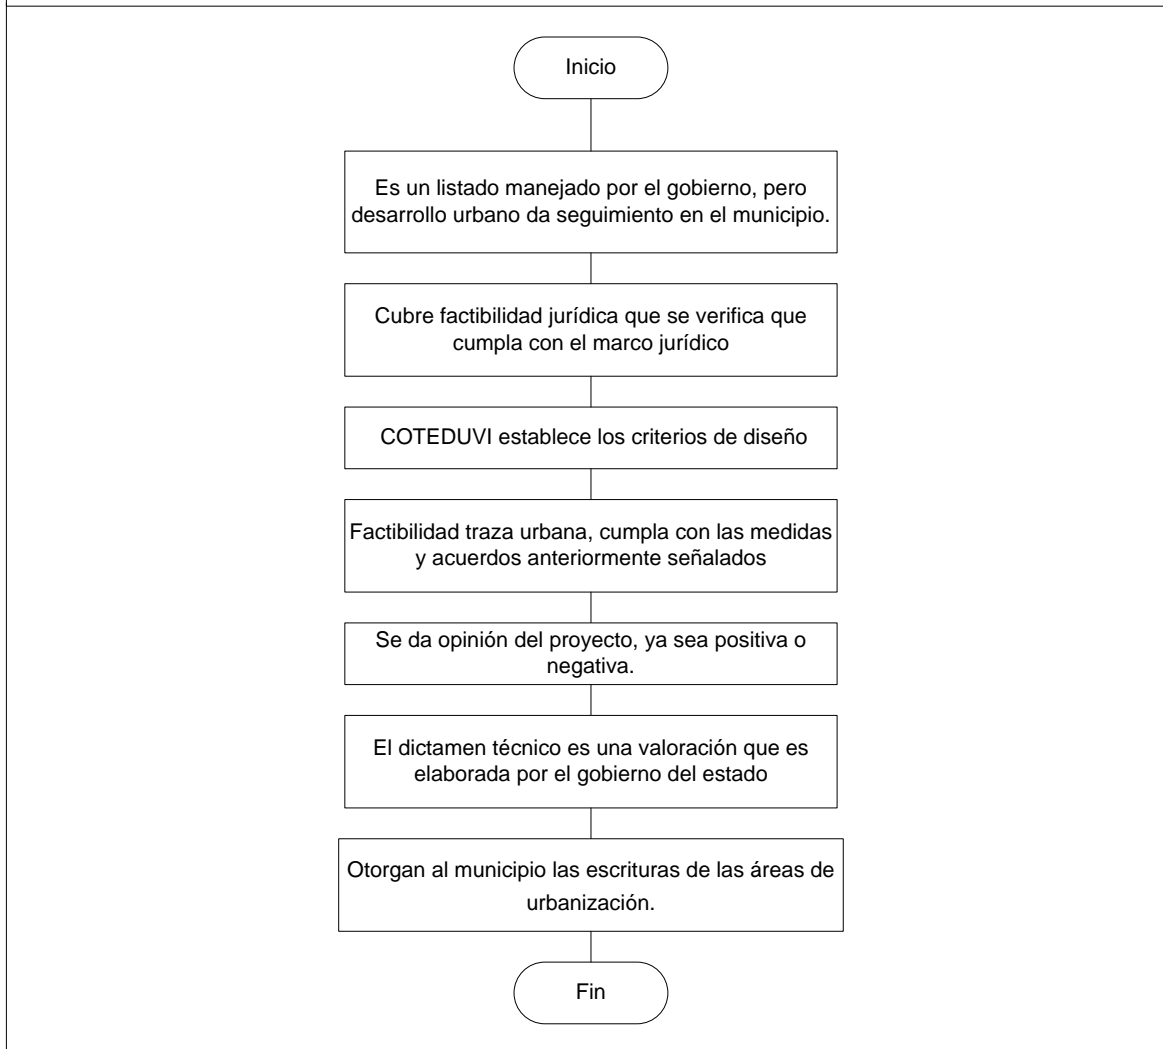 Inicio
Es un listado manejado por el gobierno, pero
desarrollo urbano da seguimiento en el municipio.
Cubre factibilidad jurídica que se verifica que
cumpla con el marco jurídico
COTEDUVI establece los criterios de diseño
Factibilidad traza urbana, cumpla con las medidas
y acuerdos anteriormente señalados
Se da opinión del proyecto, ya sea positiva o
negativa.
El dictamen técnico es una valoración que es
elaborada por el gobierno del estado
Otorgan al municipio las escrituras de las áreas de
urbanización.
Fin